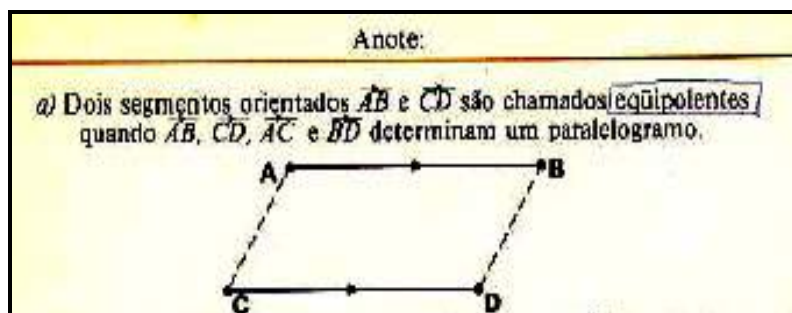 Anote:
a) Dois segmentos orientados AB e CD são chamados eqüipolentes
quando AB, CD, AC e BD determinam um paralelogramo.
A B
C D